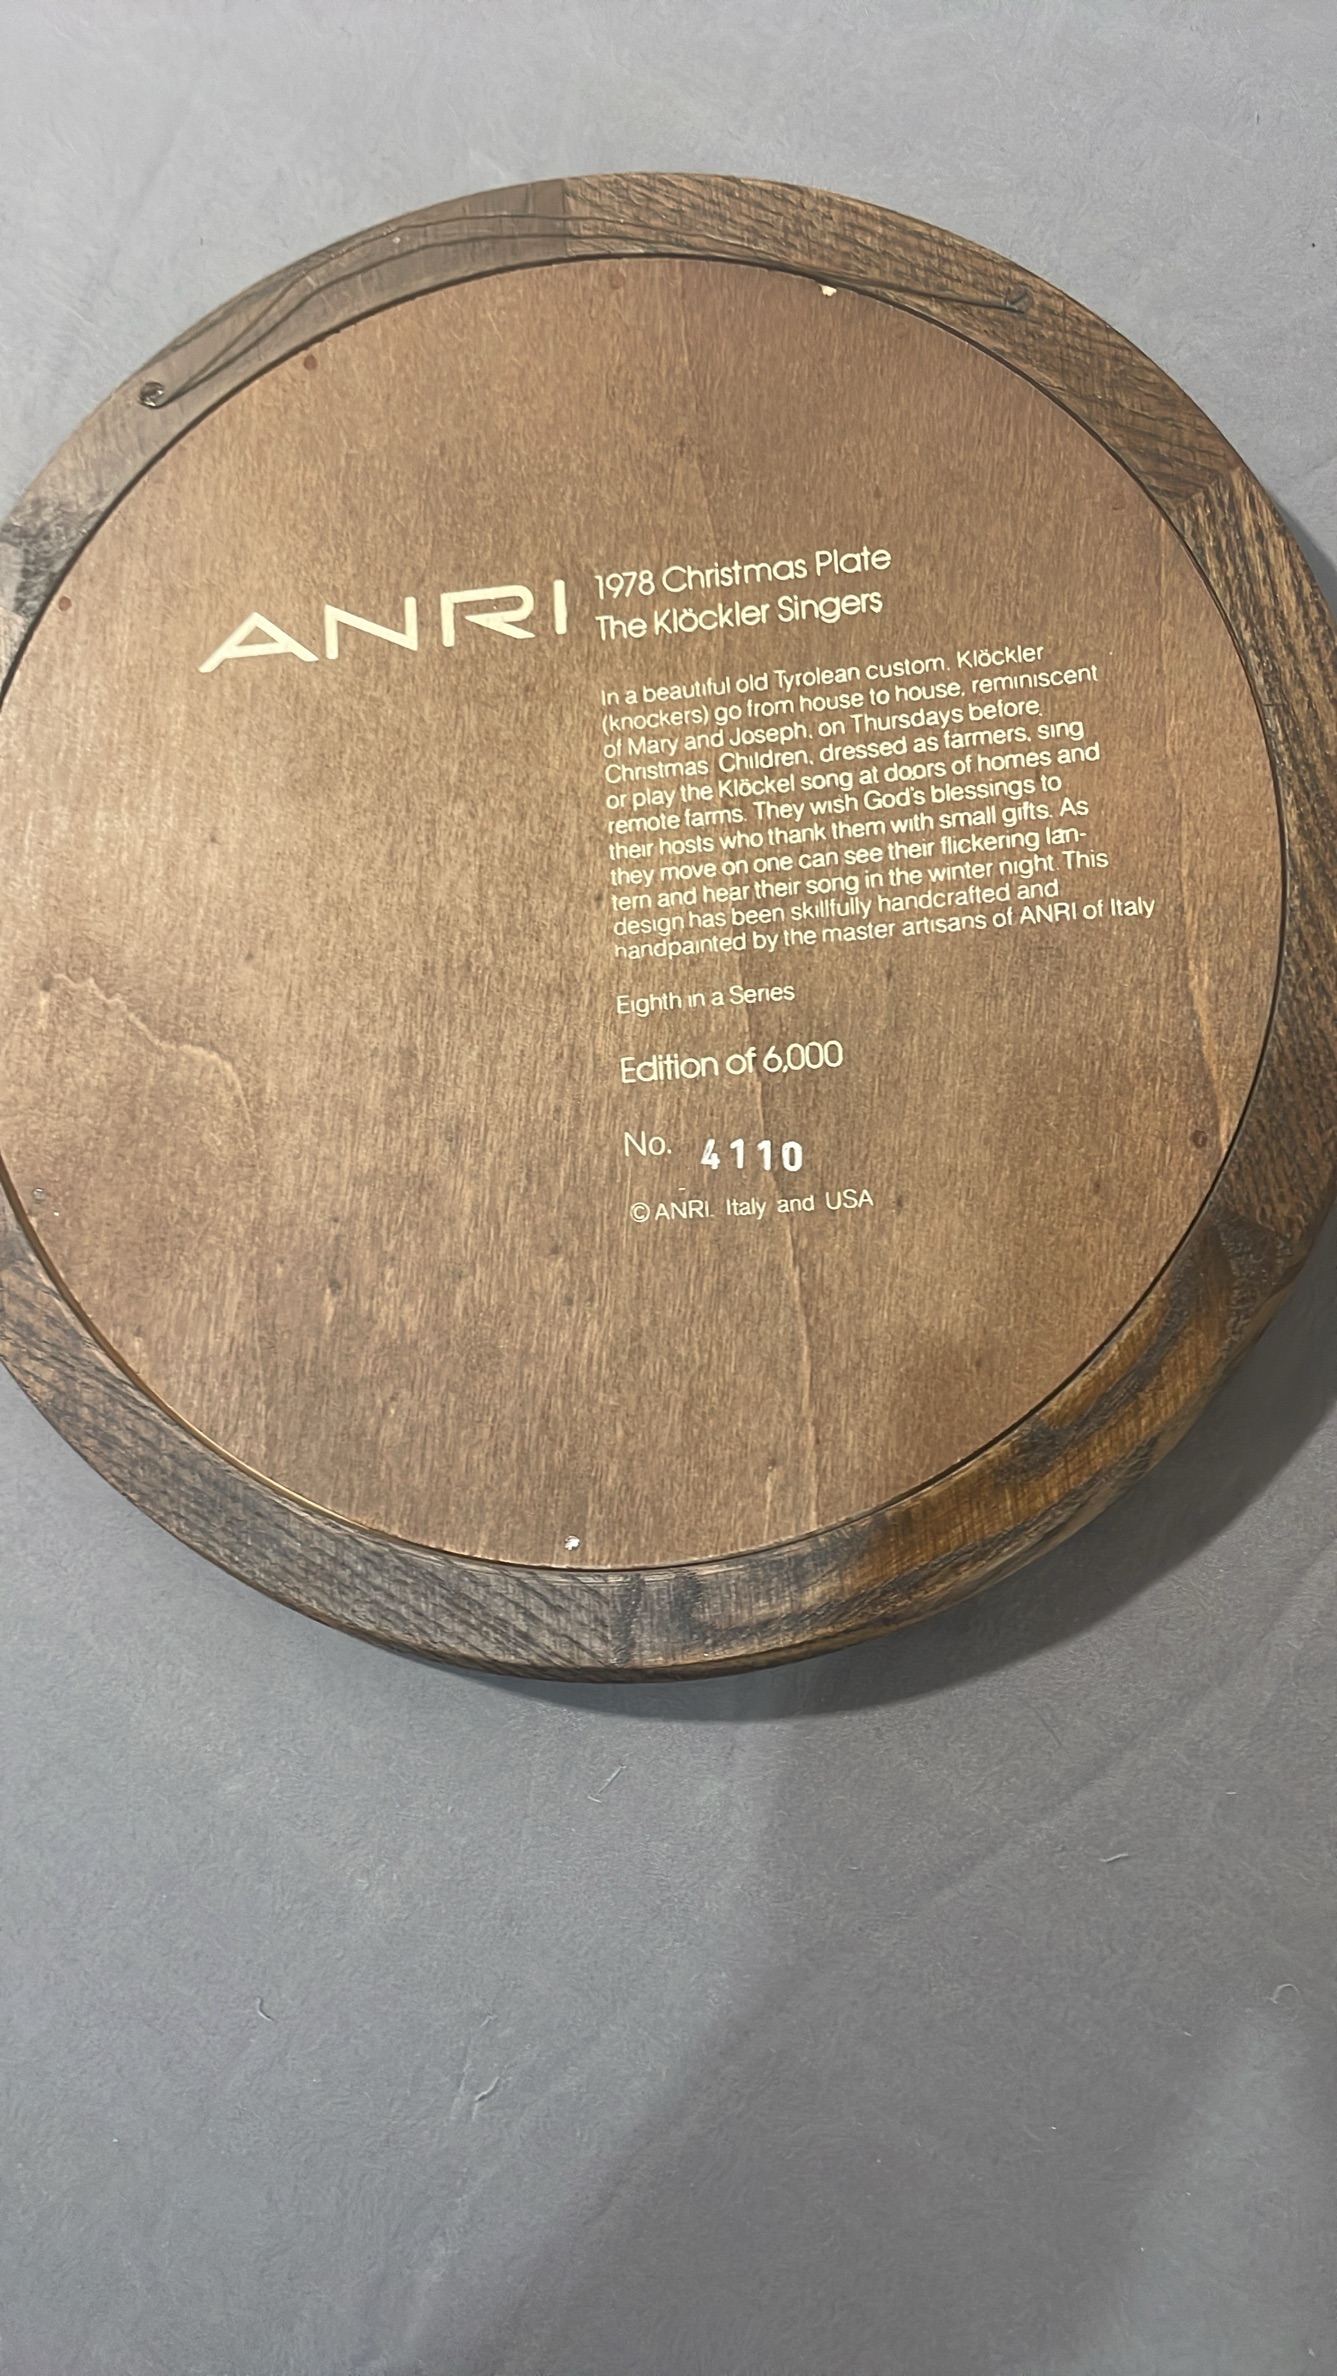 ANRI
1978 Christmas Plate
The Klöckler Singers
In a beautiful old Tyrolean custom, Klöckler
(knockers) go from house to house, reminiscent
of Mary and Joseph, on Thursdays before
Christmas. Children, dressed as farmers, sing
or play the Klöckel song at doors of homes and
remote farms. They wish God's blessings to
their hosts who thank them with small gifts. As
they move on one can see their flickering lan-
tern and hear their song in the winter night. This
design has been skillfully handcrafted and
handpainted by the master artisans of ANRI of Italy
Eighth in a Series
Edition of 6,000
No. 4110
© ANRI. Italy and USA